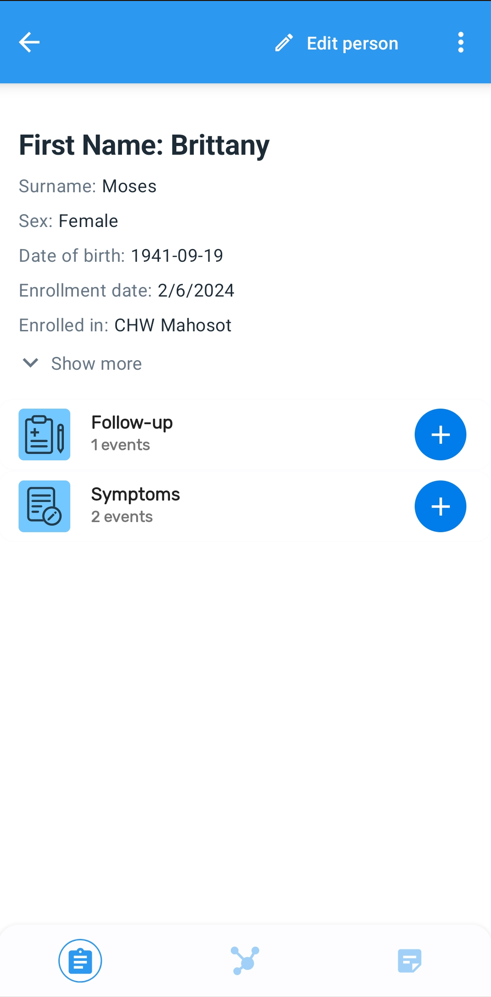 Edit person
First Name: Brittany
Surname: Moses
Sex: Female
Date of birth: 1941-09-19
Enrollment date: 2/6/2024
Enrolled in: CHW Mahosot
Show more
Follow-up
1 events
Symptoms
2 events